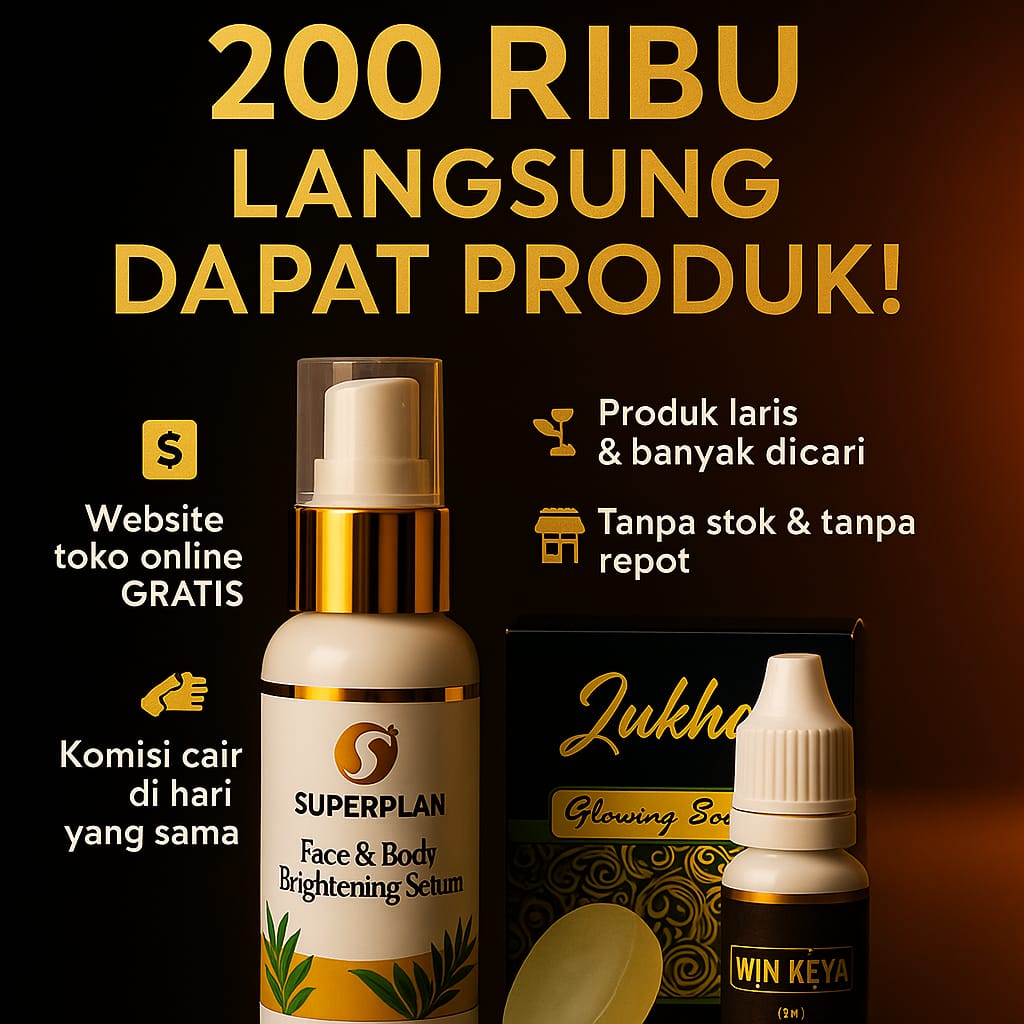 200 RIBU
LANGSUNG
DAPAT PRODUK!
$
Website
toko online
GRATIS
Komisi cair
di hari
yang sama
Produk laris
& banyak dicari
Tanpa stok & tanpa
repot
SUPERPLAN
Face & Body
Brightening Setum
Glowing
WIN KEYA